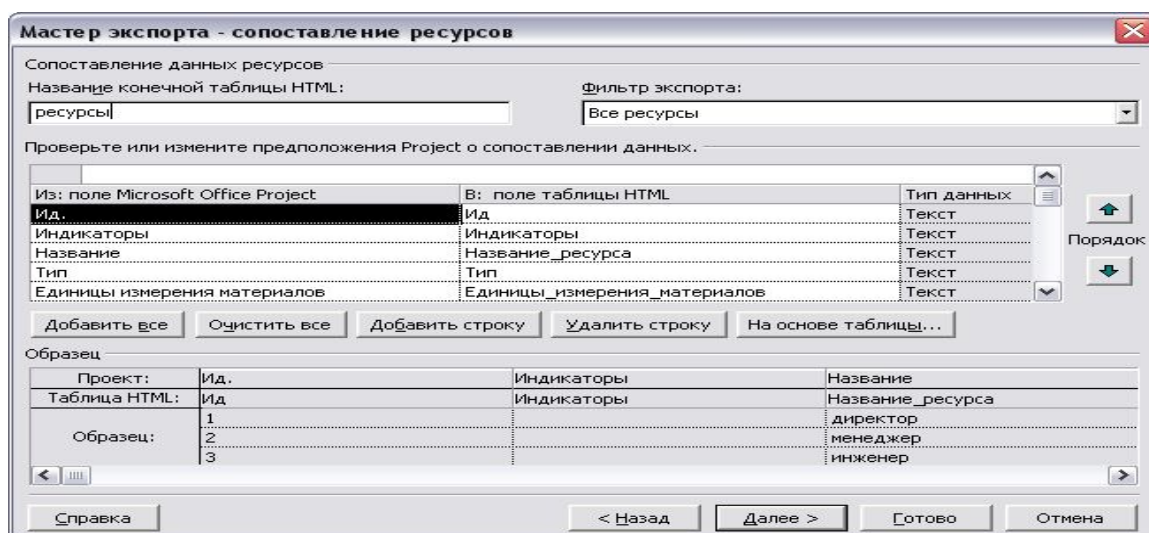 Мастер экспорта - сопоставление ресурсов
Сопоставление данных ресурсов
Название конечной таблицы HTML: Фильтр экспорта:
ресурсы Все ресурсы
Проверьте или измените предположения Project о сопоставлении данных.
Из: поле Microsoft Office Project В: поле таблицы HTML Тип данных
Ид. Ид Текст
Индикаторы Индикаторы Текст
Название Название_ресурса Текст
Порядок
Тип Тип Текст
Единицы измерения материалов Единицы_измерения_материалов Текст
Добавить все Очистить все Добавить строку Удалить строку На основе таблицы...
Образец
Проект: Ид. Индикаторы Название
Таблица HTML: Ид Индикаторы Название_ресурса
1 директор
Образец: 2 менеджер
3 инженер
Справка < Назад Далее > Готово Отмена